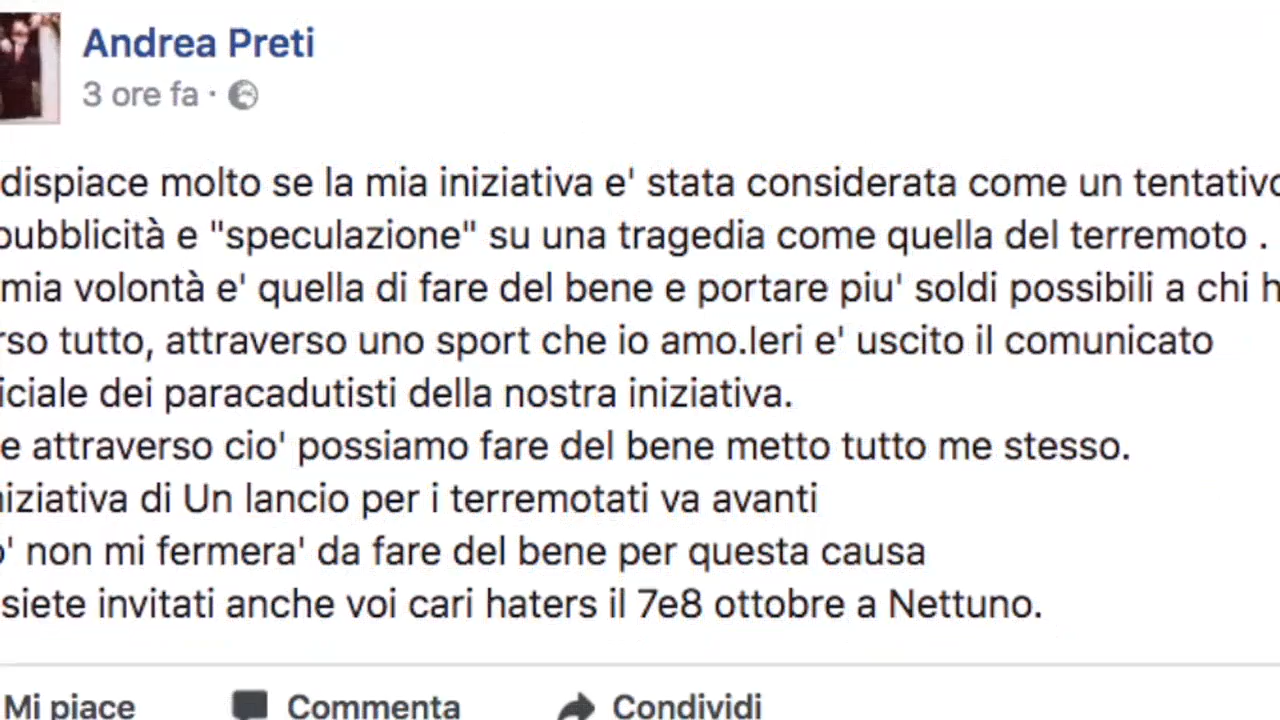 Andrea Preti
3 ore fa ·
dispiace molto se la mia iniziativa e' stata considerata come un tentativo
pubblicità e "speculazione" su una tragedia come quella del terremoto .
mia volontà e' quella di fare del bene e portare piu' soldi possibili a chi h
rso tutto, attraverso uno sport che io amo.Ieri e' uscito il comunicato
iciale dei paracadutisti della nostra iniziativa.
e attraverso cio' possiamo fare del bene metto tutto me stesso.
niziativa di Un lancio per i terremotati va avanti
o' non mi fermera' da fare del bene per questa causa
siete invitati anche voi cari haters il 7e8 ottobre a Nettuno.
Mi piace Commenta Condividi